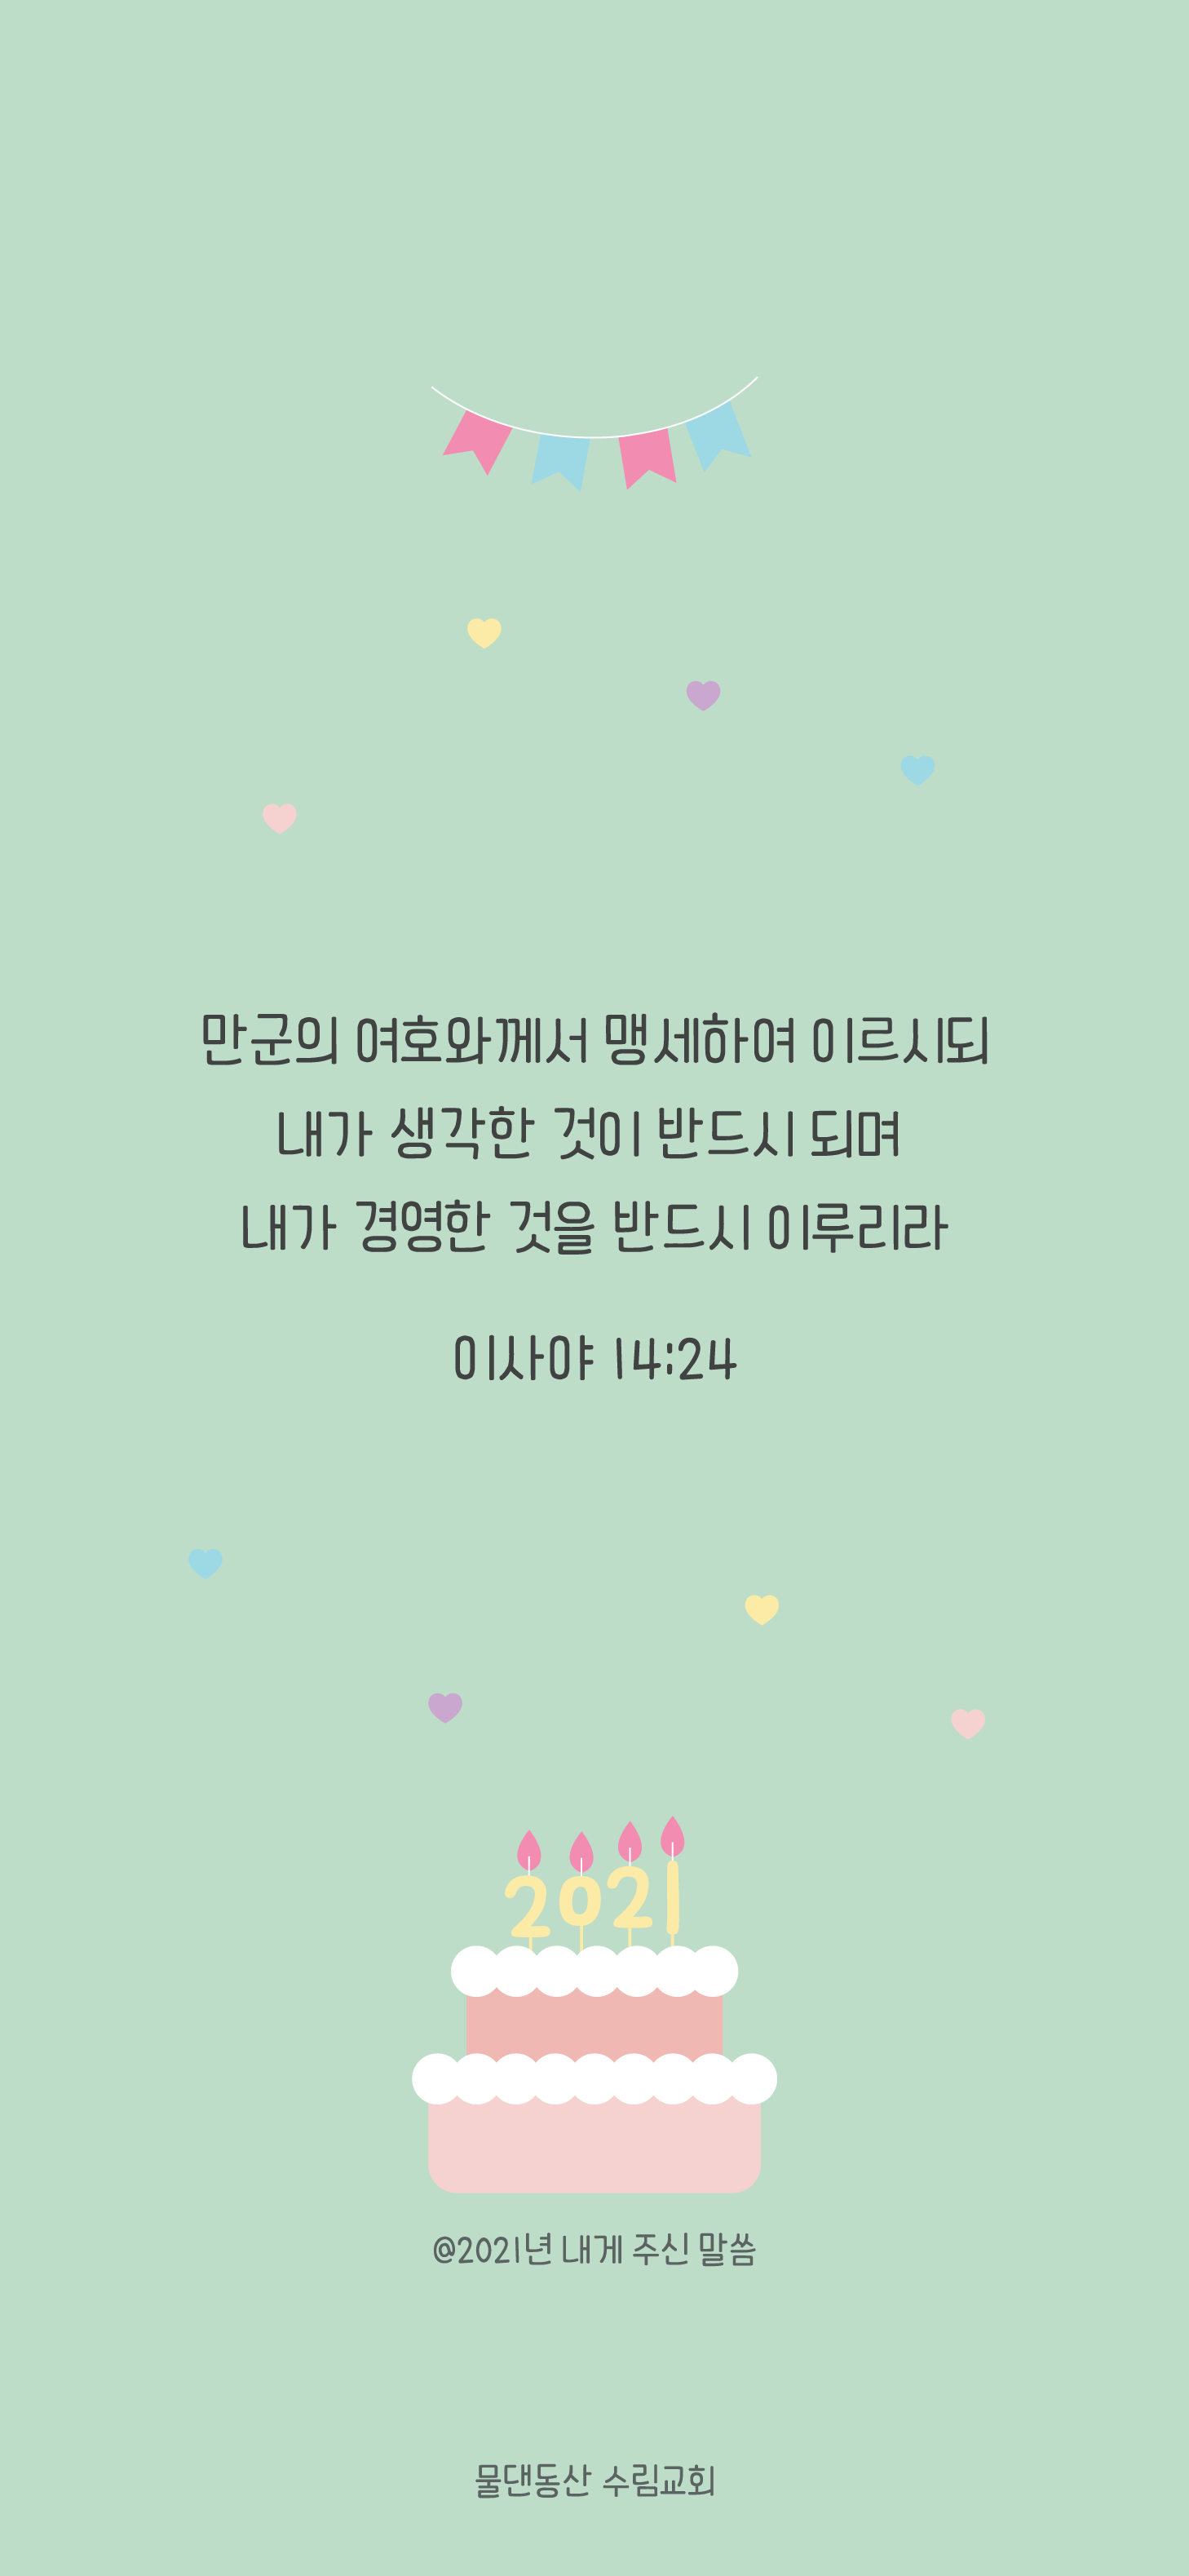 만군의 여호와께서 맹세하여 이르시되
내가 생각한 것이 반드시 되며
내가 경영한 것을 반드시 이루리라
이사야 14:24
2021
@2021년 내게 주신 말씀
물댄동산 수림교회